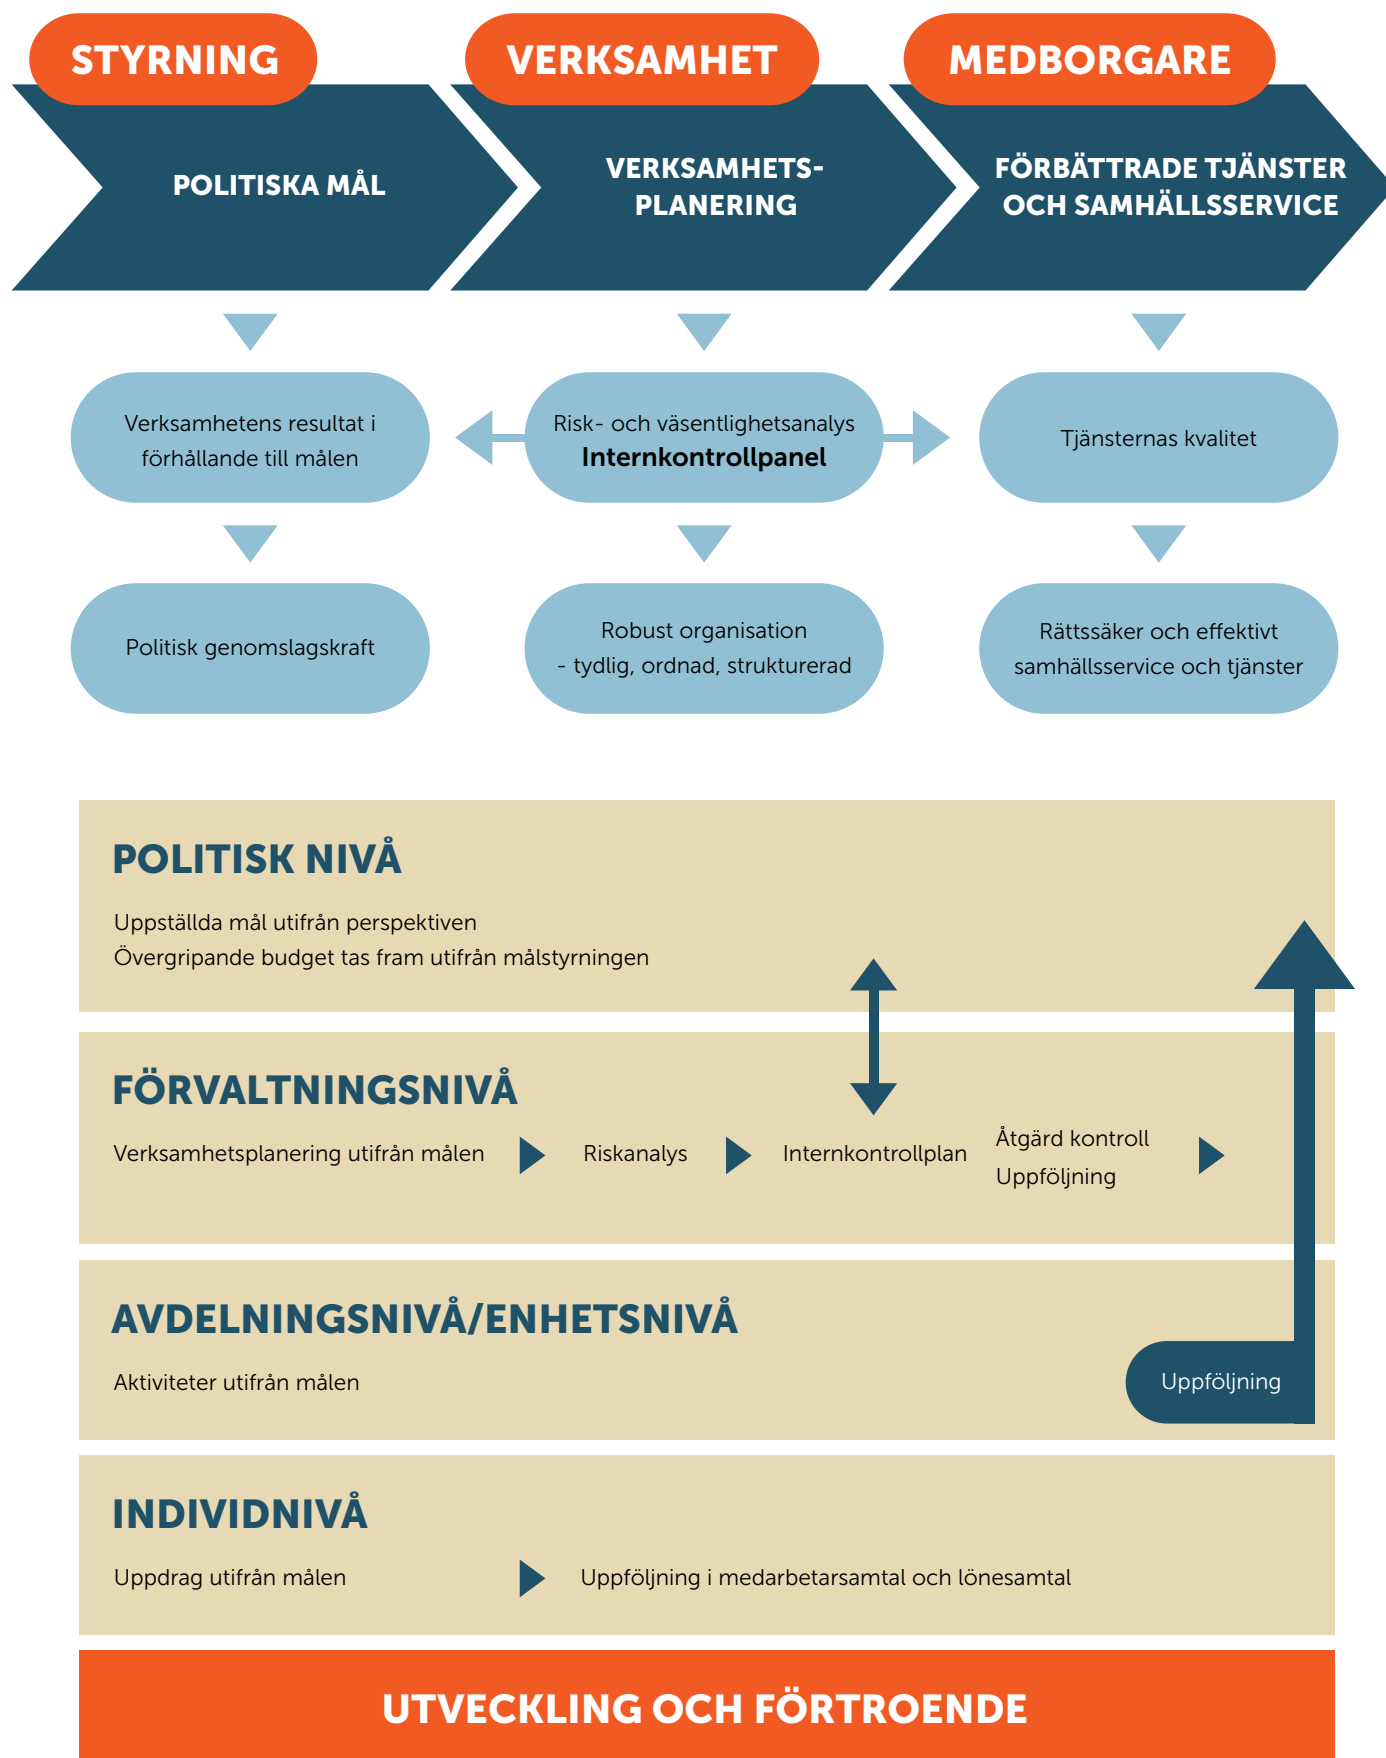 STYRNING
VERKSAMHET
MEDBORGARE
POLITISKA MÅL
VERKSAMHETS-
PLANERING
FÖRBÄTTRADE TJÄNSTER
OCH SAMHÄLLSSERVICE
Verksamhetens resultat i
förhållande till målen
Risk- och väsentlighetsanalys
Internkontrollpanel
Tjänsternas kvalitet
Politisk genomslagskraft
Robust organisation
- tydlig, ordnad, strukturerad
Rättssäker och effektivt
samhällsservice och tjänster
POLITISK NIVÅ
Uppställda mål utifrån perspektiven
Övergripande budget tas fram utifrån målstyrningen
FÖRVALTNINGSNIVÅ
Verksamhetsplanering utifrån målen
Riskanalys
Internkontrollplan
Åtgärd kontroll
Uppföljning
AVDELNINGSNIVÅ/ENHETSNIVÅ
Aktiviteter utifrån målen
Uppföljning
INDIVIDNIVÅ
Uppdrag utifrån målen
Uppföljning i medarbetarsamtal och lönesamtal
UTVECKLING OCH FÖRTROENDE